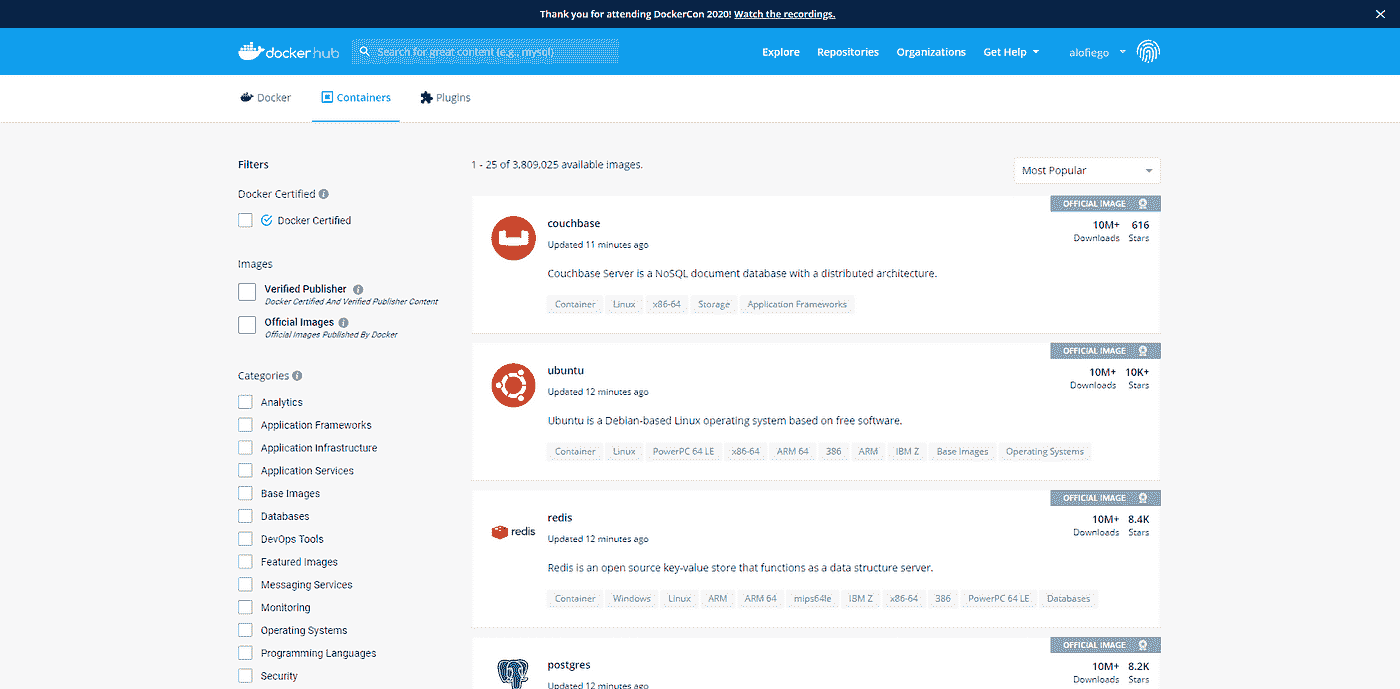 Thank you for attending DockerCon 2020! Watch the recordings.
docker hub
Search for great content (e.g., mysql)
Explore
Repositories
Organizations
Get Help
alofiego
Docker
Containers
Plugins
Filters
Docker Certified
Docker Certified
Images
Verified Publisher
Docker Certified And Verified Publisher Content
Official Images
Official Images Published By Docker
Categories
Analytics
Application Frameworks
Application Infrastructure
Application Services
Base Images
Databases
DevOps Tools
Featured Images
Messaging Services
Monitoring
Operating Systems
Programming Languages
Security
1 - 25 of 3,809,025 available images.
Most Popular
OFFICIAL IMAGE
couchbase
Updated 11 minutes ago
10M+ 616
Downloads Stars
Couchbase Server is a NoSQL document database with a distributed architecture.
Container Linux x86-64 Storage Application Frameworks
OFFICIAL IMAGE
ubuntu
Updated 12 minutes ago
10M+ 10K+
Downloads Stars
Ubuntu is a Debian-based Linux operating system based on free software.
Container Linux PowerPC 64 LE x86-64 ARM 64 386 ARM IBM Z Base Images Operating Systems
OFFICIAL IMAGE
redis
redis
Updated 12 minutes ago
10M+ 8.4K
Downloads Stars
Redis is an open source key-value store that functions as a data structure server.
Container Windows Linux ARM ARM 64 mips64le IBM Z x86-64 386 PowerPC 64 LE Databases
OFFICIAL IMAGE
postgres
Updated 12 minutes ago
10M+ 8.2K
Downloads Stars